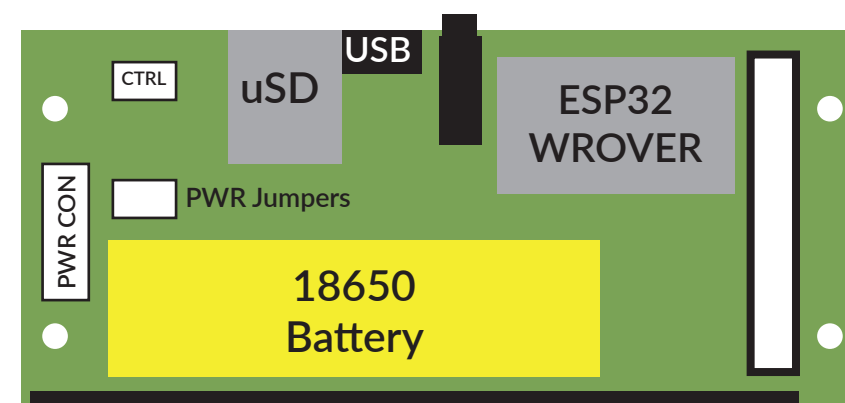 USB
CTRL
uSD
ESP32
WROVER
PWR CON
PWR Jumpers
18650
Battery